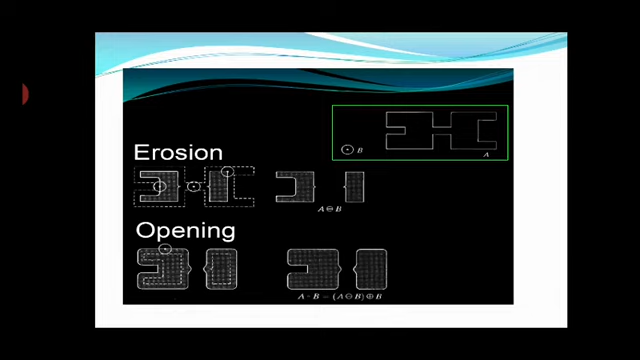 B
A
Erosion
A ⊖ B
Opening
A ∘ B = (A ⊖ B) ⊕ B